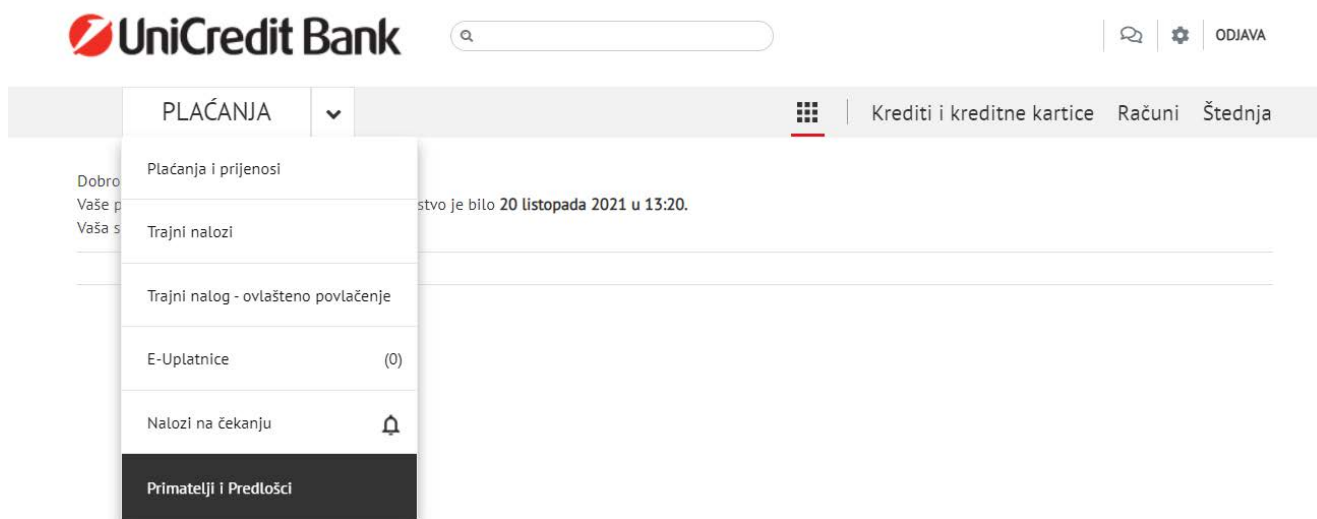 UniCredit Bank
ODJAVA
PLAĆANJA
Krediti i kreditne kartice Računi Štednja
Plaćanja i prijenosi
Dobro
Vaše p
stvo je bilo 20 listopada 2021 u 13:20.
Vaša s
Trajni nalozi
Trajni nalog - ovlašteno povlačenje
E-Uplatnice (0)
Nalozi na čekanju
Primatelji i Predlošci